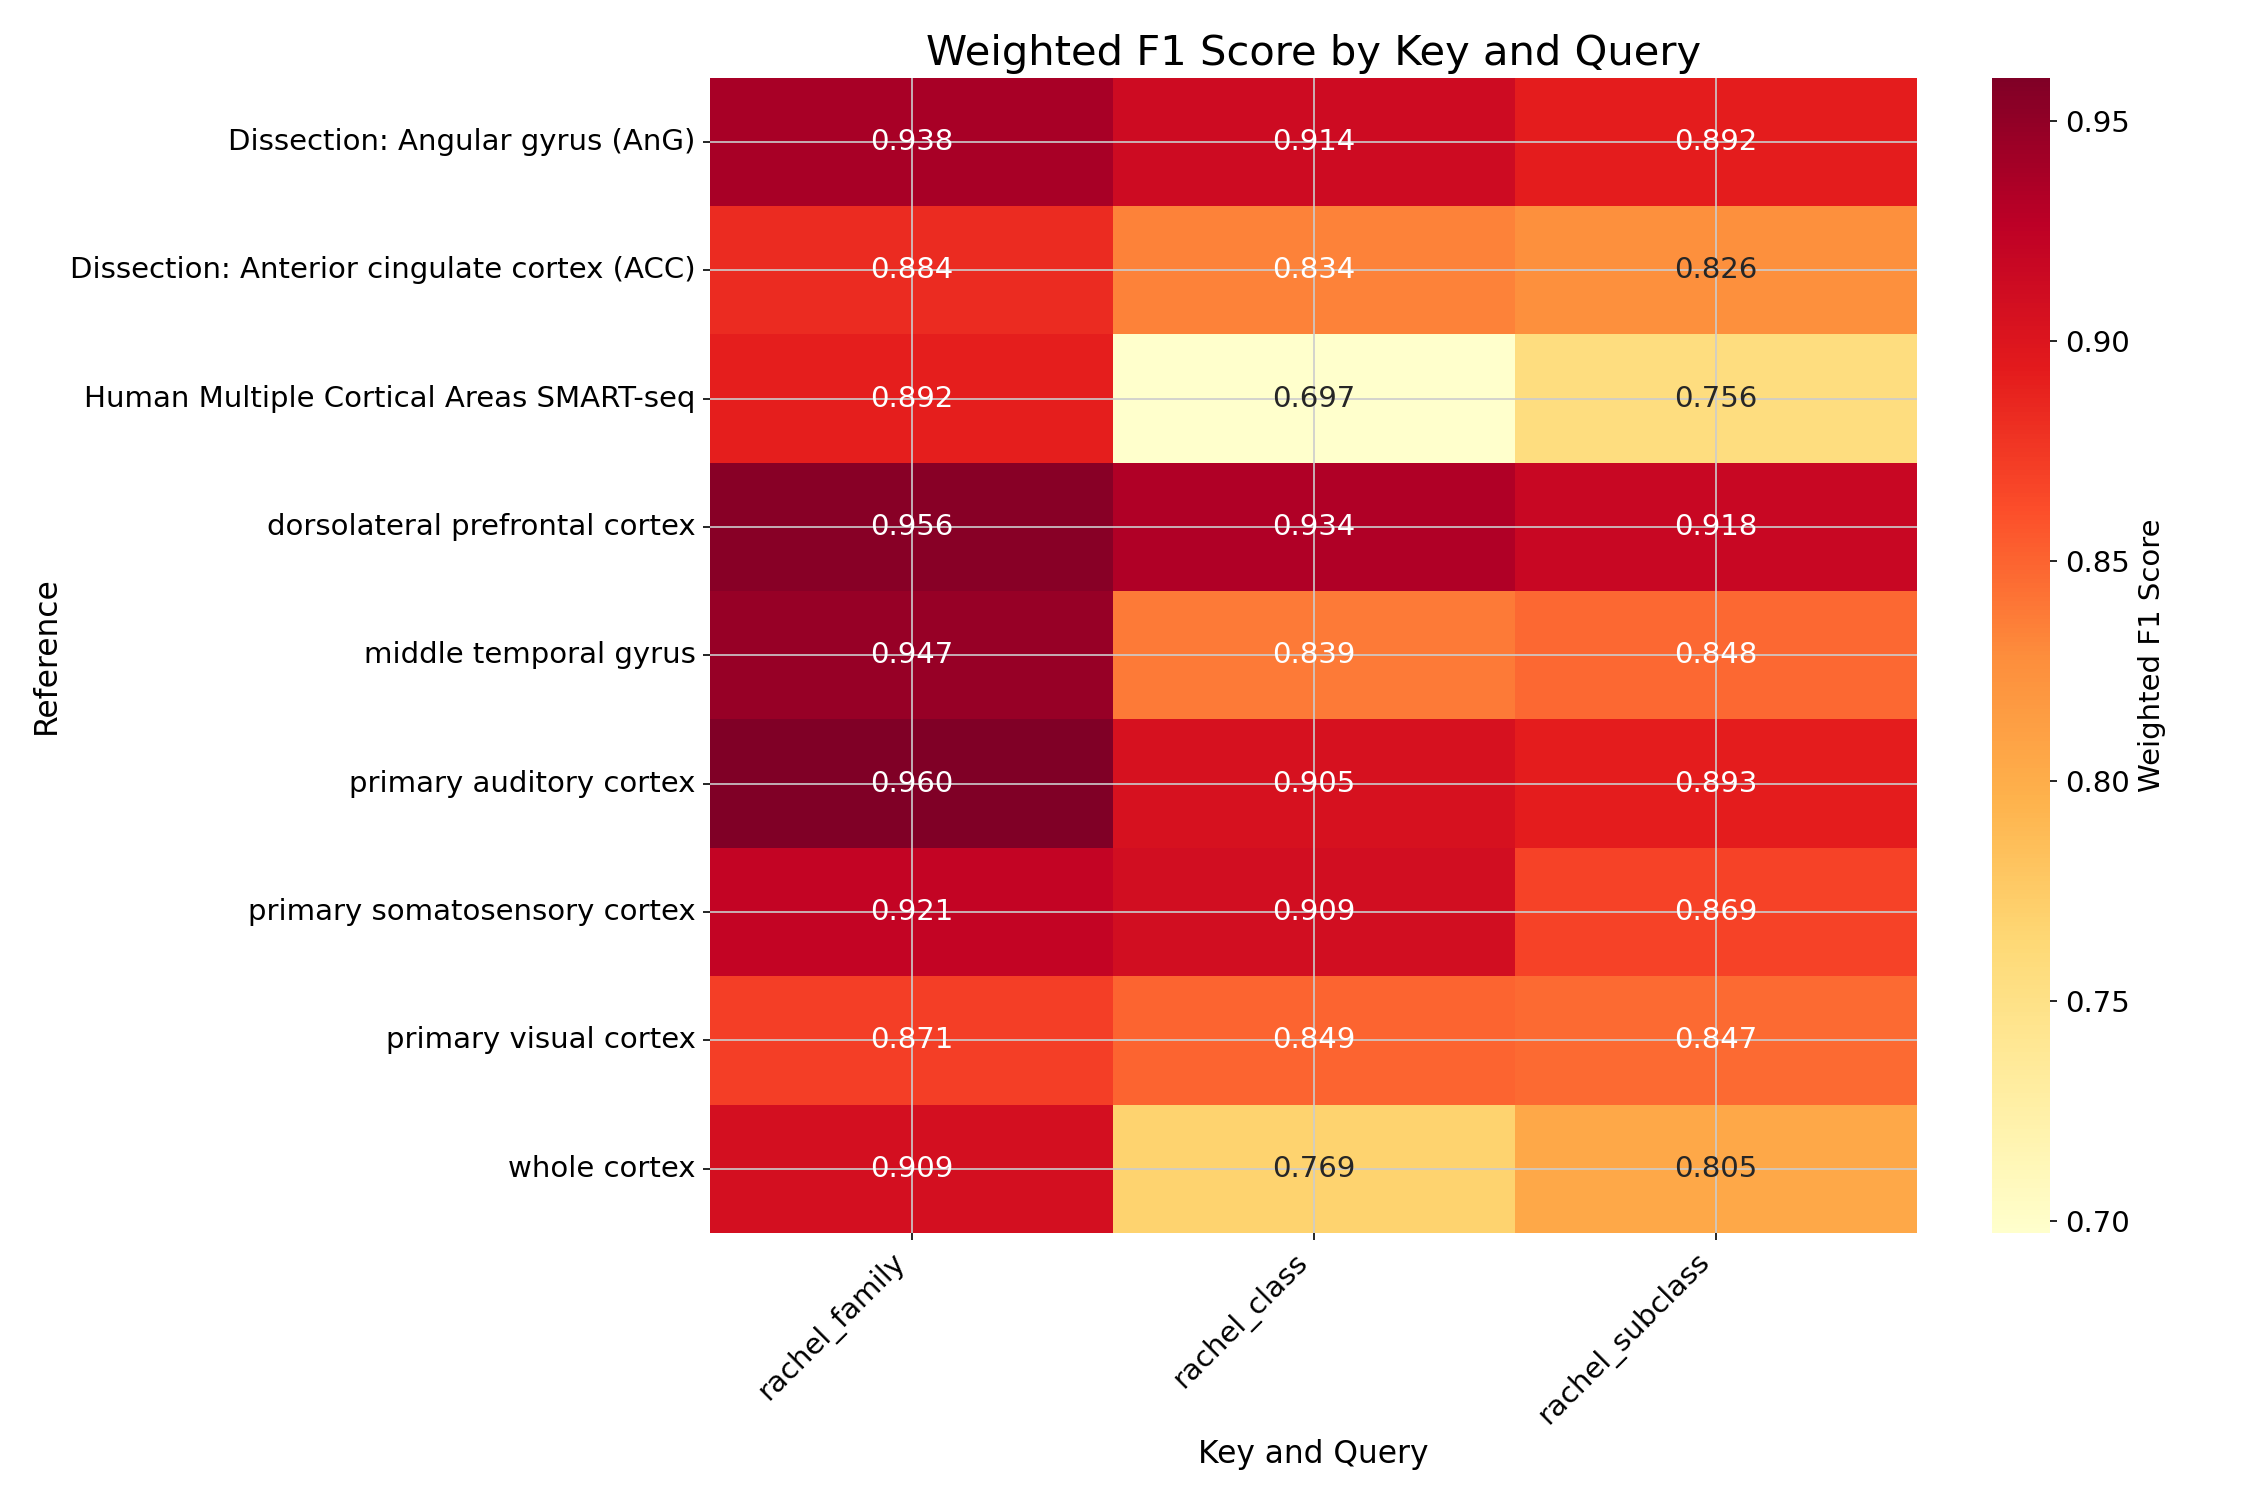 Weighted F1 Score by Key and Query
Reference
Dissection: Angular gyrus (AnG) 0.938 0.914 0.892
Dissection: Anterior cingulate cortex (ACC) 0.884 0.834 0.826
Human Multiple Cortical Areas SMART-seq 0.892 0.697 0.756
dorsolateral prefrontal cortex 0.956 0.934 0.918
middle temporal gyrus 0.947 0.839 0.848
primary auditory cortex 0.960 0.905 0.893
primary somatosensory cortex 0.921 0.909 0.869
primary visual cortex 0.871 0.849 0.847
whole cortex 0.909 0.769 0.805
rachel_family rachel_class rachel_subclass
Key and Query
0.95
0.90
0.85
0.80
0.75
0.70
Weighted F1 Score